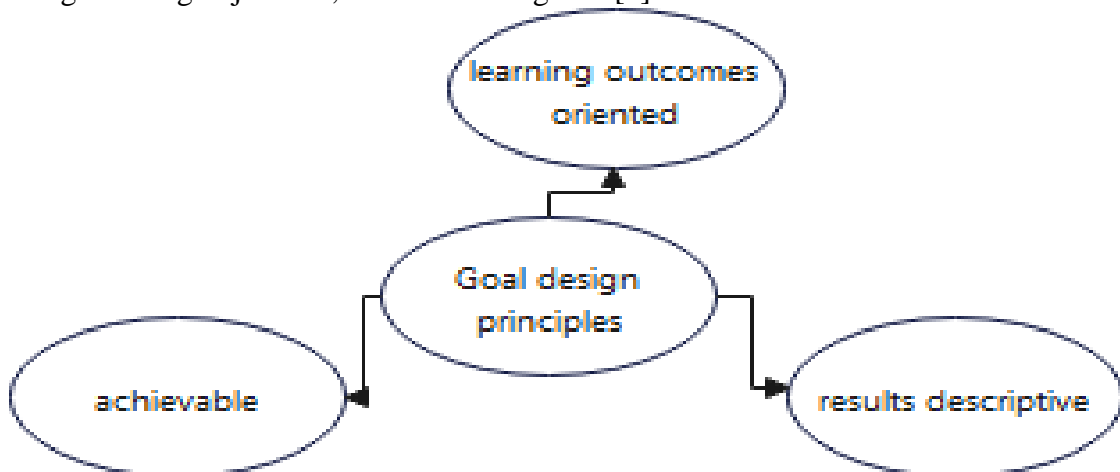 learning outcomes
oriented
Goal design
principles
achievable
results descriptive